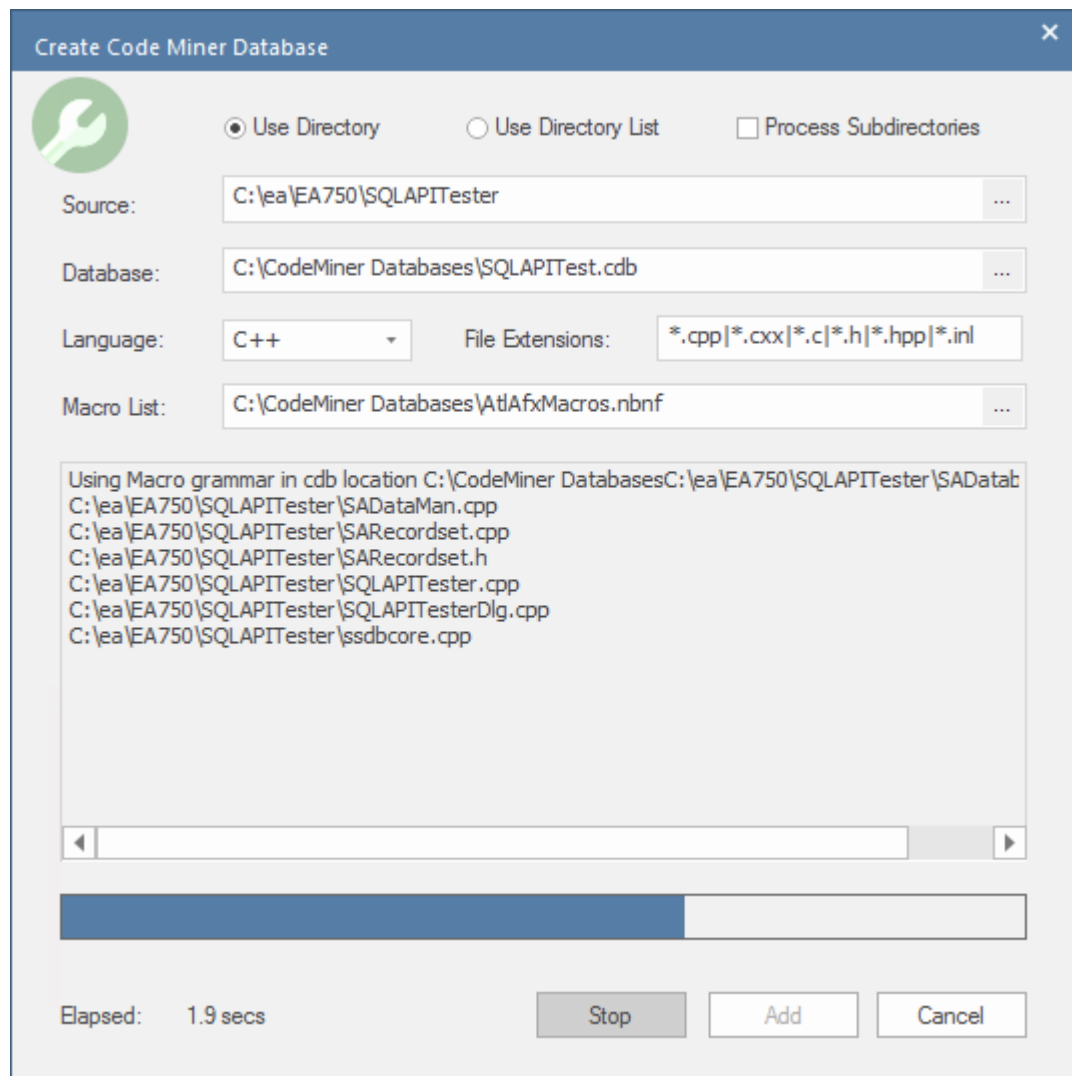 Create Code Miner Database
Use Directory Use Directory List Process Subdirectories
Source: C:\ea\EA750\SQLAPITester ...
Database: C:\CodeMiner Databases\SQLAPITest.cdb ...
Language: C++ File Extensions: *.cpp|*.cxx|*.c|*.h|*.hpp|*.inl
Macro List: C:\CodeMiner Databases\AtlAfxMacros.nbnf ...
Using Macro grammar in cdb location C:\CodeMiner DatabasesC:\ea\EA750\SQLAPITester\SADatab
C:\ea\EA750\SQLAPITester\SADataMan.cpp
C:\ea\EA750\SQLAPITester\SARecordset.cpp
C:\ea\EA750\SQLAPITester\SARecordset.h
C:\ea\EA750\SQLAPITester\SQLAPITester.cpp
C:\ea\EA750\SQLAPITester\SQLAPITesterDlg.cpp
C:\ea\EA750\SQLAPITester\ssdbcore.cpp
Elapsed: 1.9 secs Stop Add Cancel